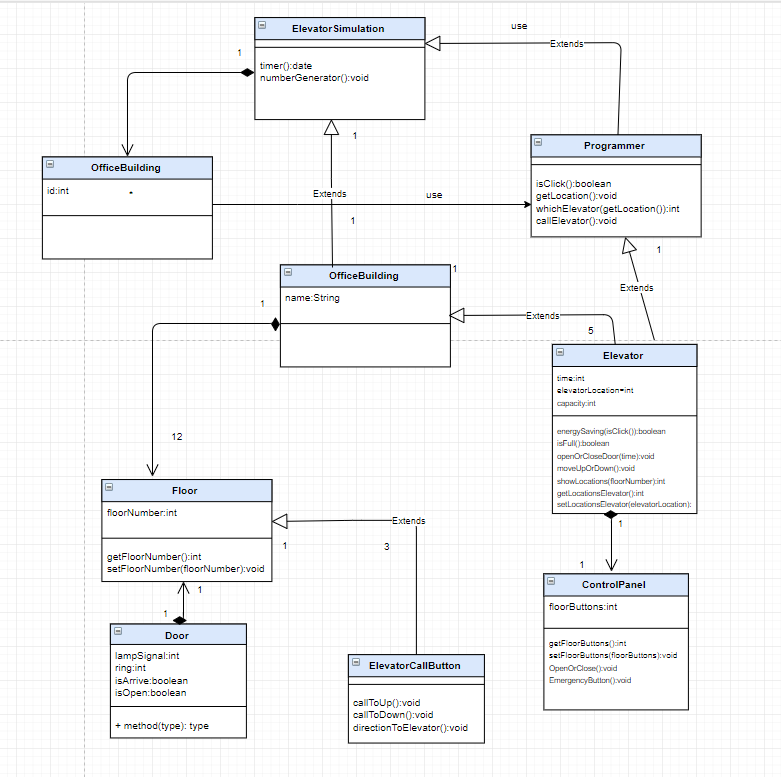 ElevatorSimulation
timer():date
numberGenerator():void
use
Extends
1
1
Programmer
isClick():boolean
getLocation():void
whichElevator(getLocation()):int
callElevator():void
OfficeBuilding
id:int
Extends
use
1
1
Extends
OfficeBuilding
name:String
1
1
Extends
5
Elevator
time:int
elevatorLocation=int
capacity:int
energySaving(isClick()):boolean
isFull():boolean
openOrCloseDoor(time):void
moveUpOrDown():void
showLocations(floorNumber):int
getLocationsElevator():int
setLocationsElevator(elevatorLocation):
12
Floor
floorNumber:int
getFloorNumber():int
setFloorNumber(floorNumber):void
Extends
1
3
1
1
ControlPanel
floorButtons:int
getFloorButtons():int
setFloorButtons(floorButtons):void
OpenOrClose():void
EmergencyButton():void
1
1
Door
lampSignal:int
ring:int
isArrive:boolean
isOpen:boolean
+ method(type): type
ElevatorCallButton
callToUp():void
callToDown():void
directionToElevator():void